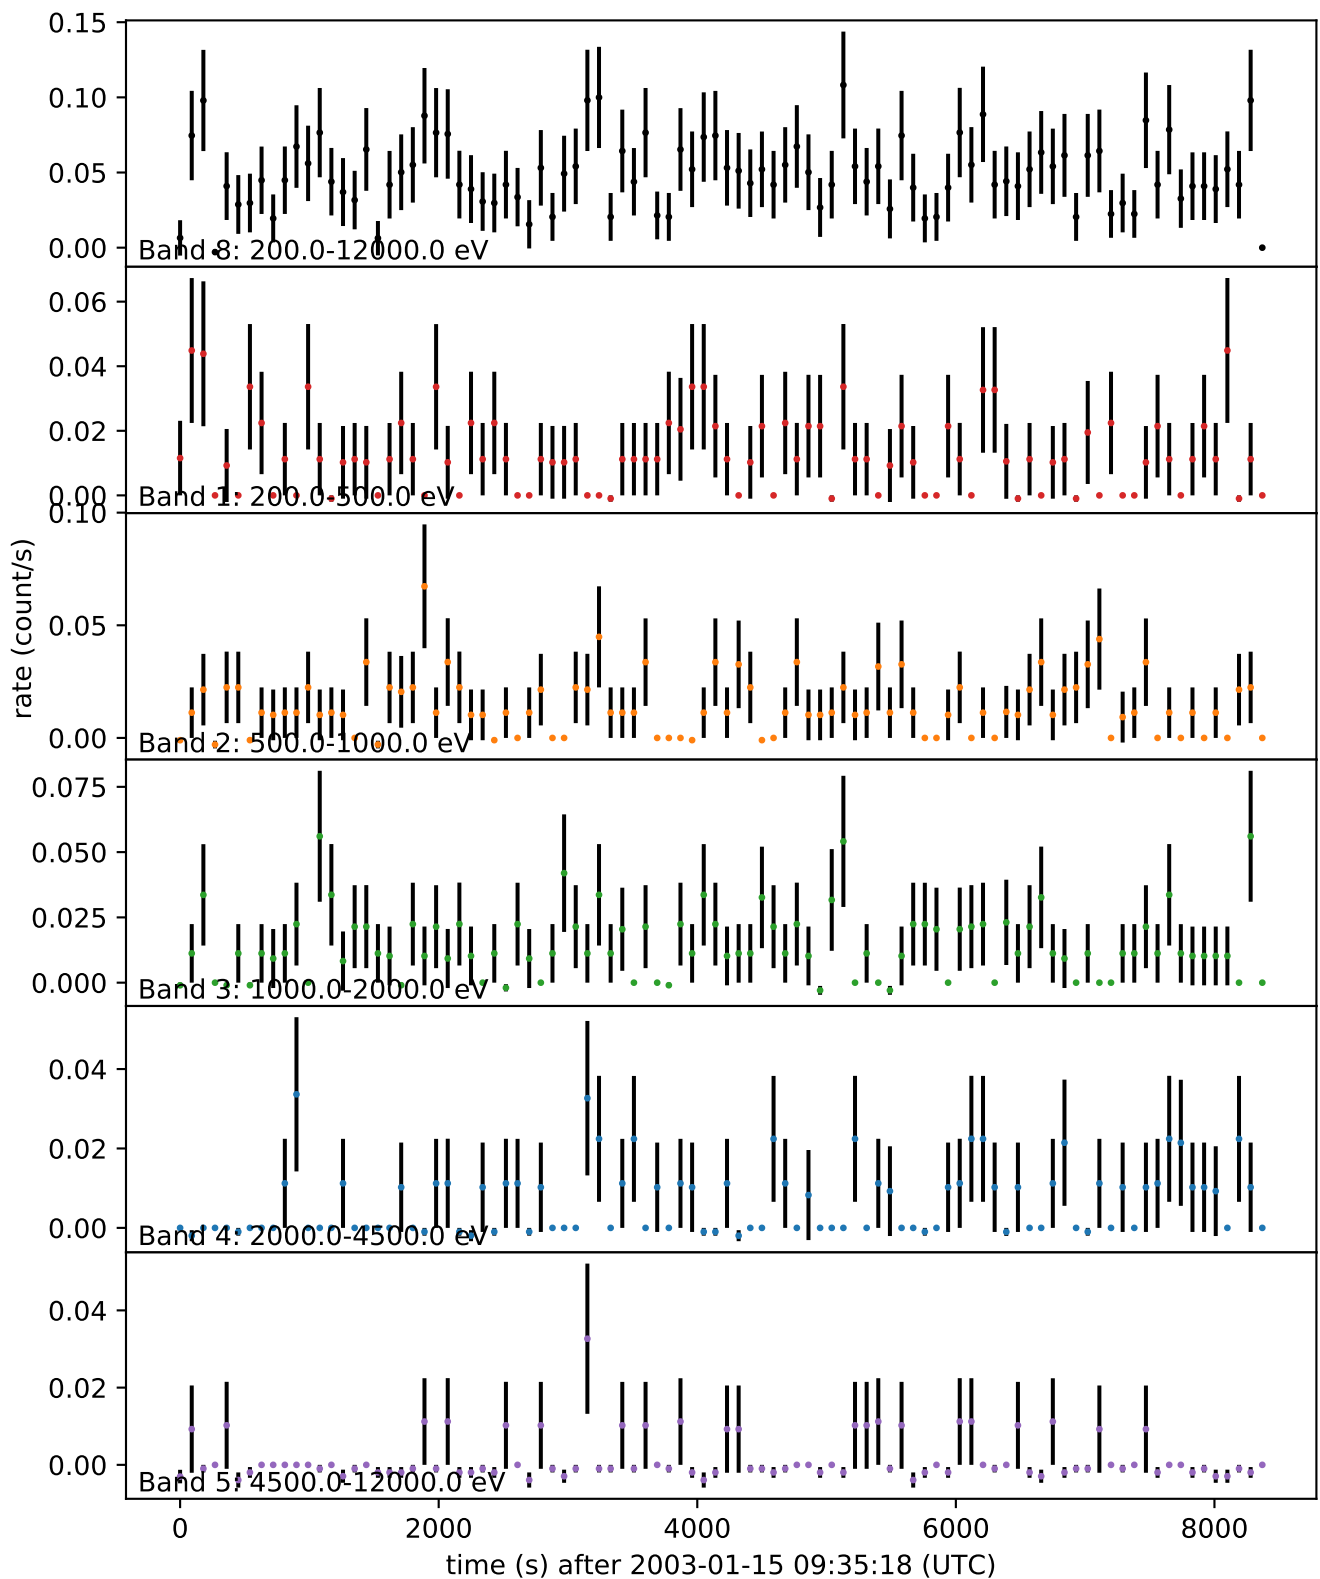 0.15
0.10
0.05
0.00
Band 8: 200.0-12000.0 eV
0.06
0.04
0.02
0.00
Band 1: 200.0-500.0 eV
0.10
0.05
0.00
Band 2: 500.0-1000.0 eV
rate (count/s)
0.075
0.050
0.025
0.000
Band 3: 1000.0-2000.0 eV
0.04
0.02
0.00
Band 4: 2000.0-4500.0 eV
0.04
0.02
0.00
Band 5: 4500.0-12000.0 eV
0 2000 4000 6000 8000
time (s) after 2003-01-15 09:35:18 (UTC)